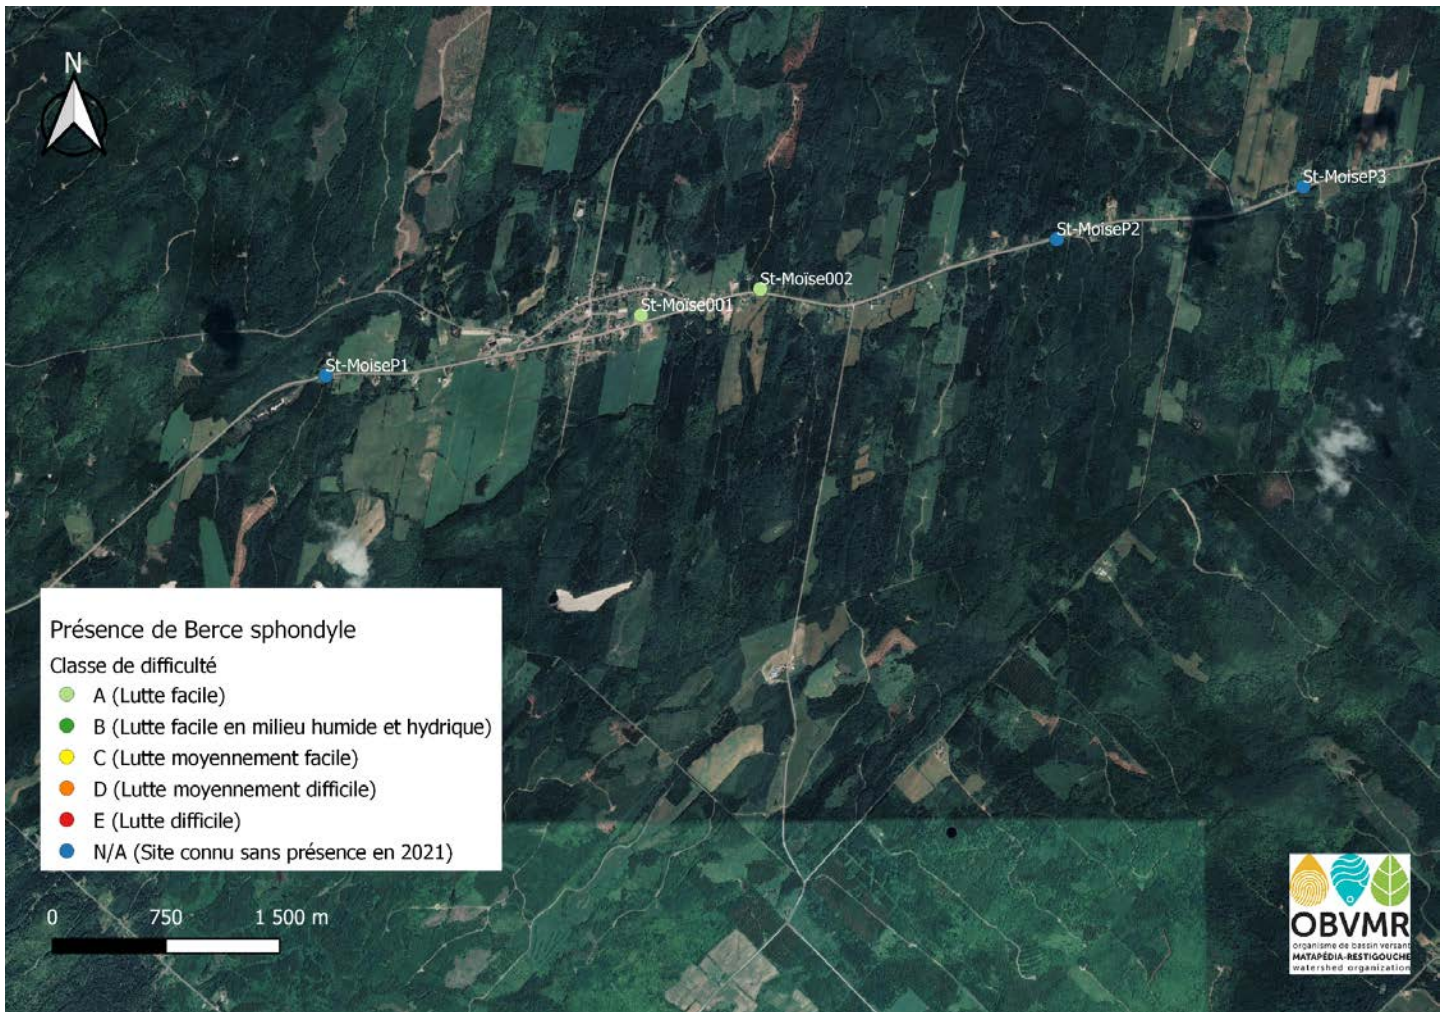 N
St-MoiseP3
St-MoiseP2
St-Moïse002
St-Moïse001
St-MoiseP1
Présence de Berce sphondyle
Classe de difficulté
A (Lutte facile)
B (Lutte facile en milieu humide et hydrique)
C (Lutte moyennement facile)
D (Lutte moyennement difficile)
E (Lutte difficile)
N/A (Site connu sans présence en 2021)
0 750 1 500 m
OBVMR
organisme de bassin versant
MATAPÉDIA-RESTIGOUCHE
watershed organization